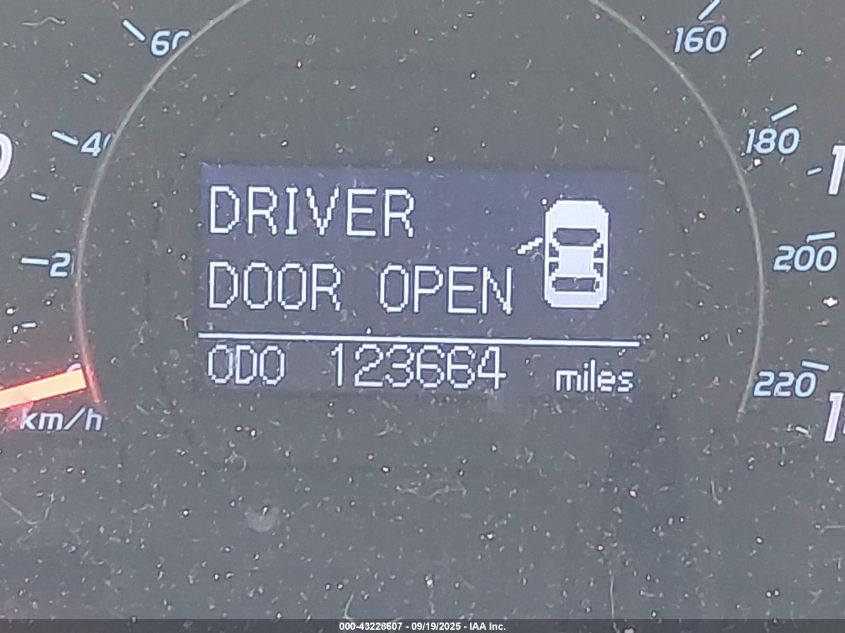 60
160
180
200
220
km/h
DRIVER
DOOR OPEN
ODO 123664 miles
000-43228607 - 09/19/2025 - IAA Inc.